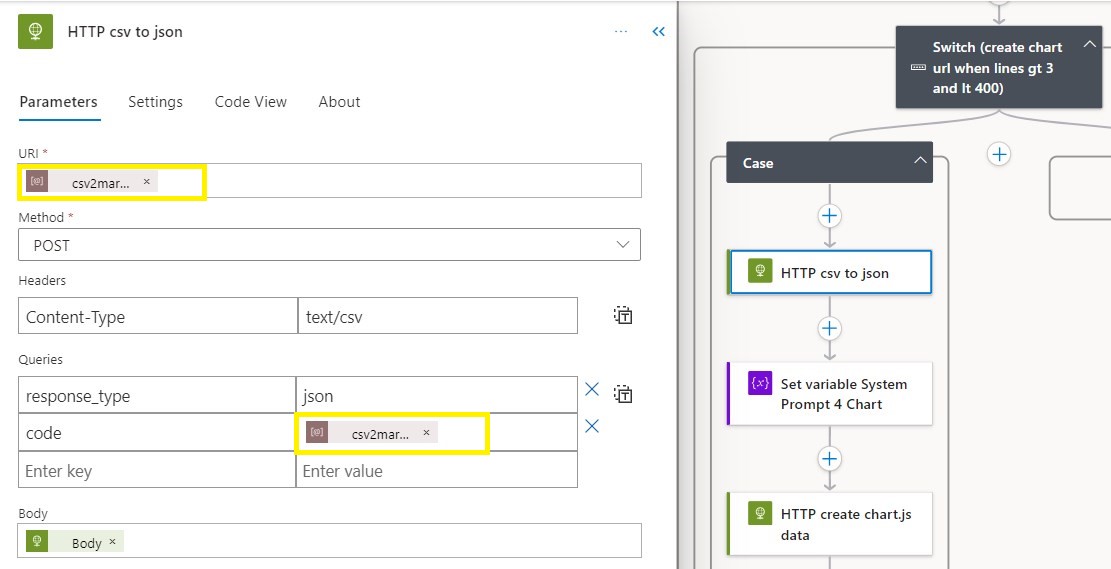 HTTP csv to json
Parameters
Settings
Code View
About
URI *
csv2mar... ×
Method *
POST
Headers
Content-Type
text/csv
Queries
response_type
json
code
csv2mar... ×
Enter key
Enter value
Body
Body ×
Switch (create chart
url when lines gt 3
and lt 400)
Case
HTTP csv to json
Set variable System
Prompt 4 Chart
HTTP create chart.js
data